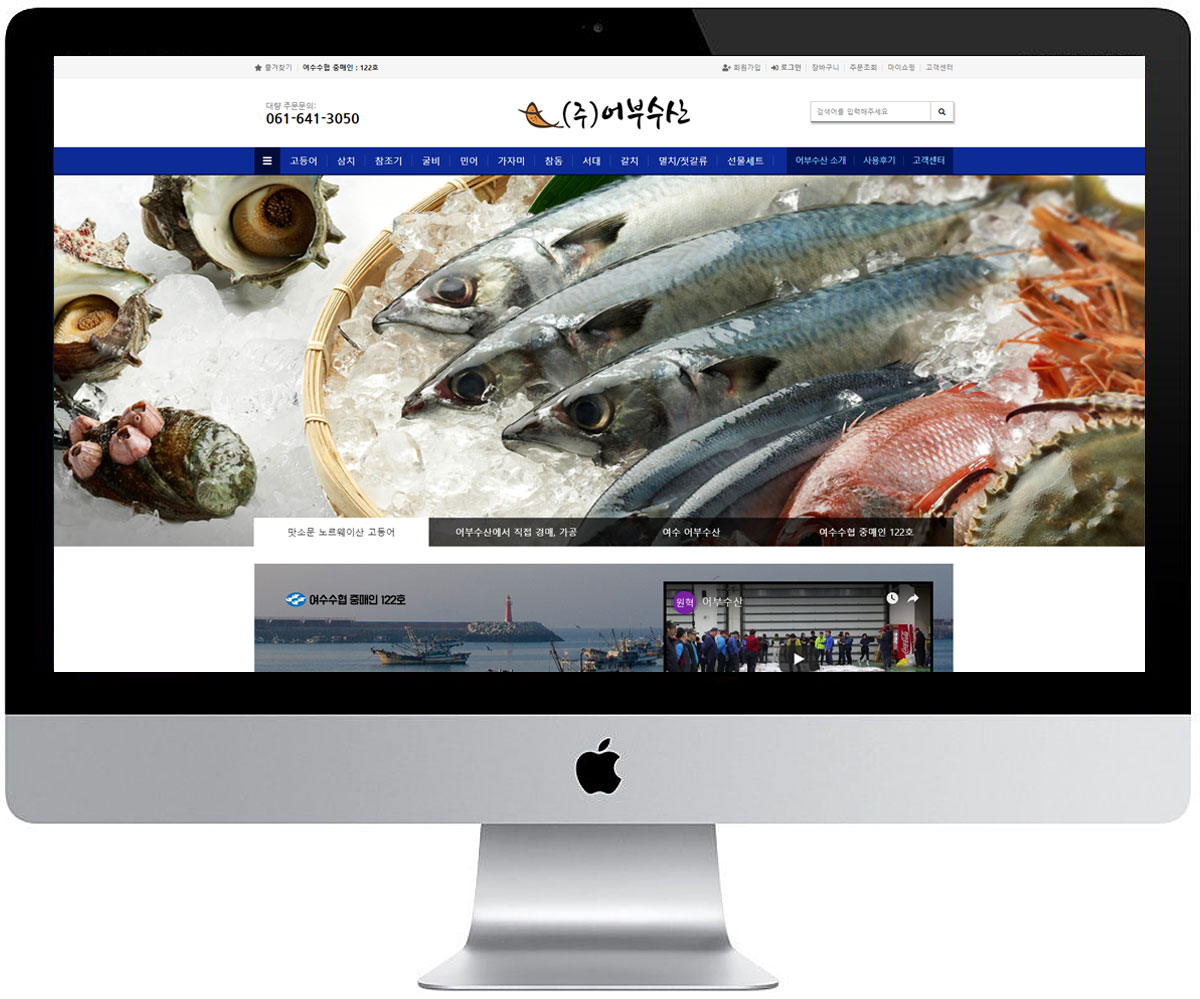 즐겨찾기 여수수협 중매인 : 122호
회원가입 로그인 장바구니 주문조회 마이쇼핑 고객센터
대량 주문문의:
061-641-3050
(주)어부수산
검색어를 입력해주세요
고등어 삼치 참조기 굴비 민어 가자미 참돔 서대 갈치 멸치/젓갈류 선물세트 어부수산 소개 사용후기 고객센터
맛소문 노르웨이산 고등어 어부수산에서 직접 경매, 가공 여수 어부수산 여수수협 중매인 122호
여수수협 중매인 122호
원혁 어부수산
Coca-Cola